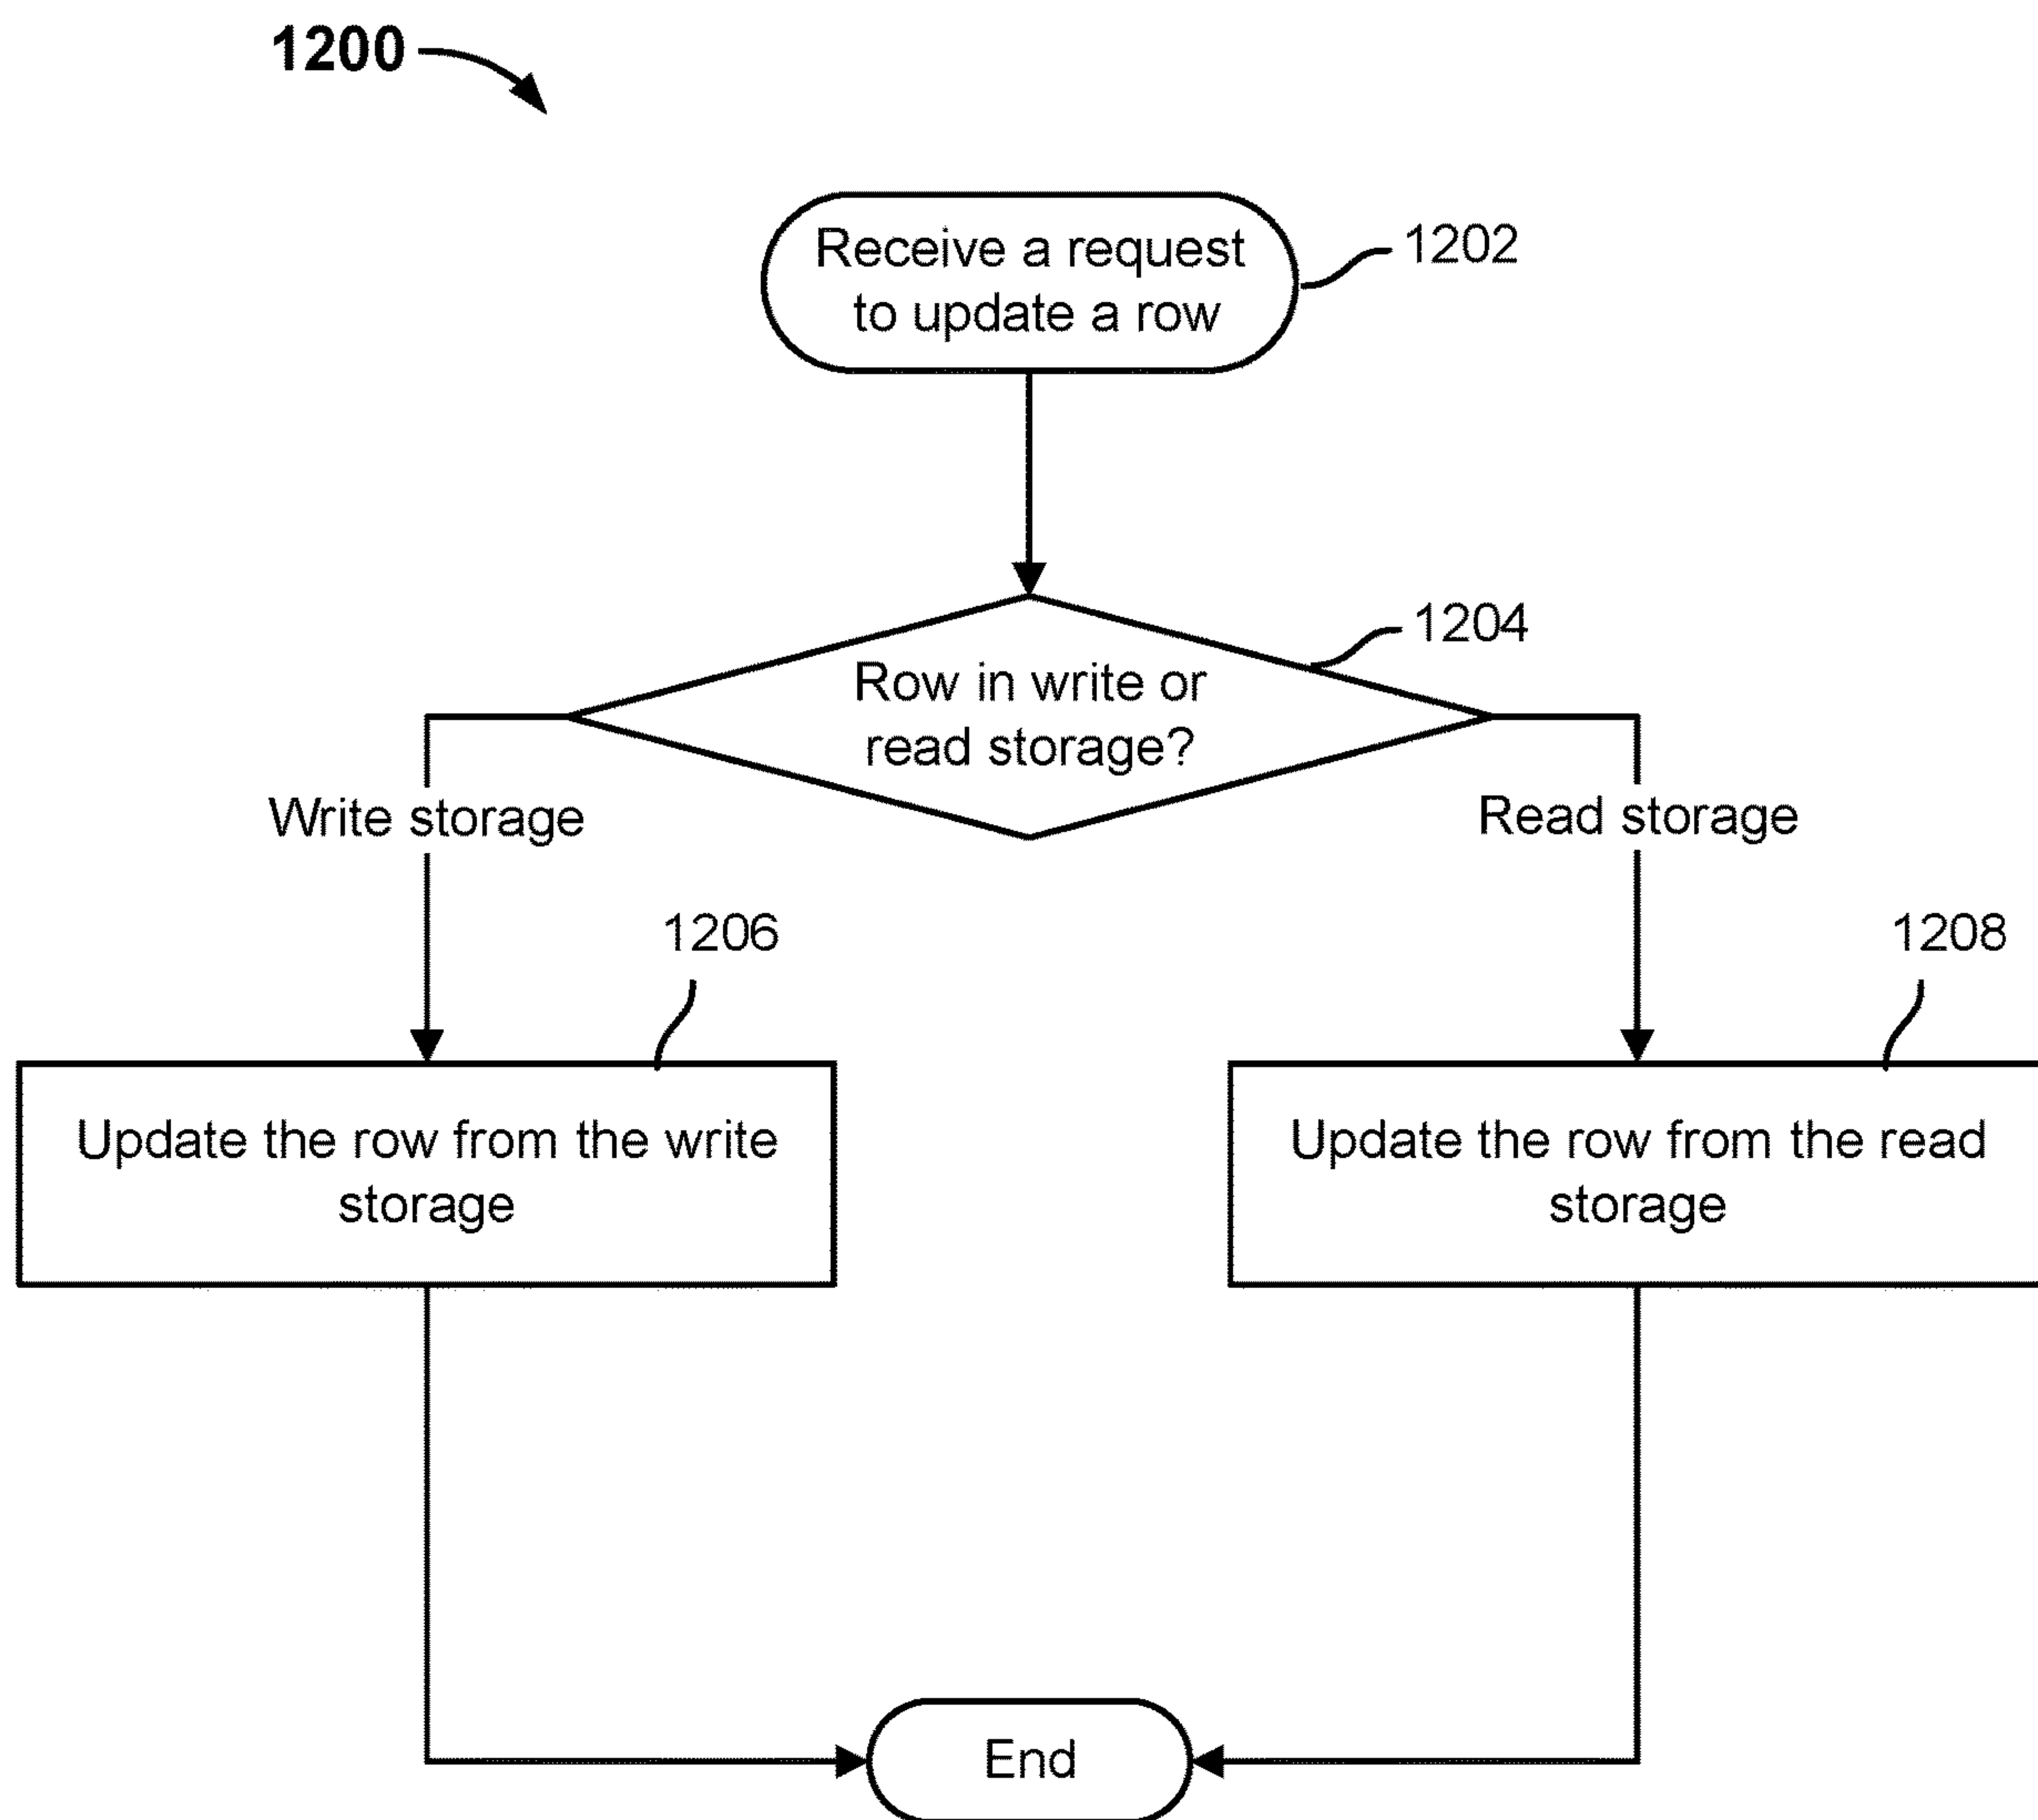 1200
Receive a request
to update a row
1202
1204
Row in write or
read storage?
Write storage
Read storage
1206
1208
Update the row from the write
storage
Update the row from the read
storage
End